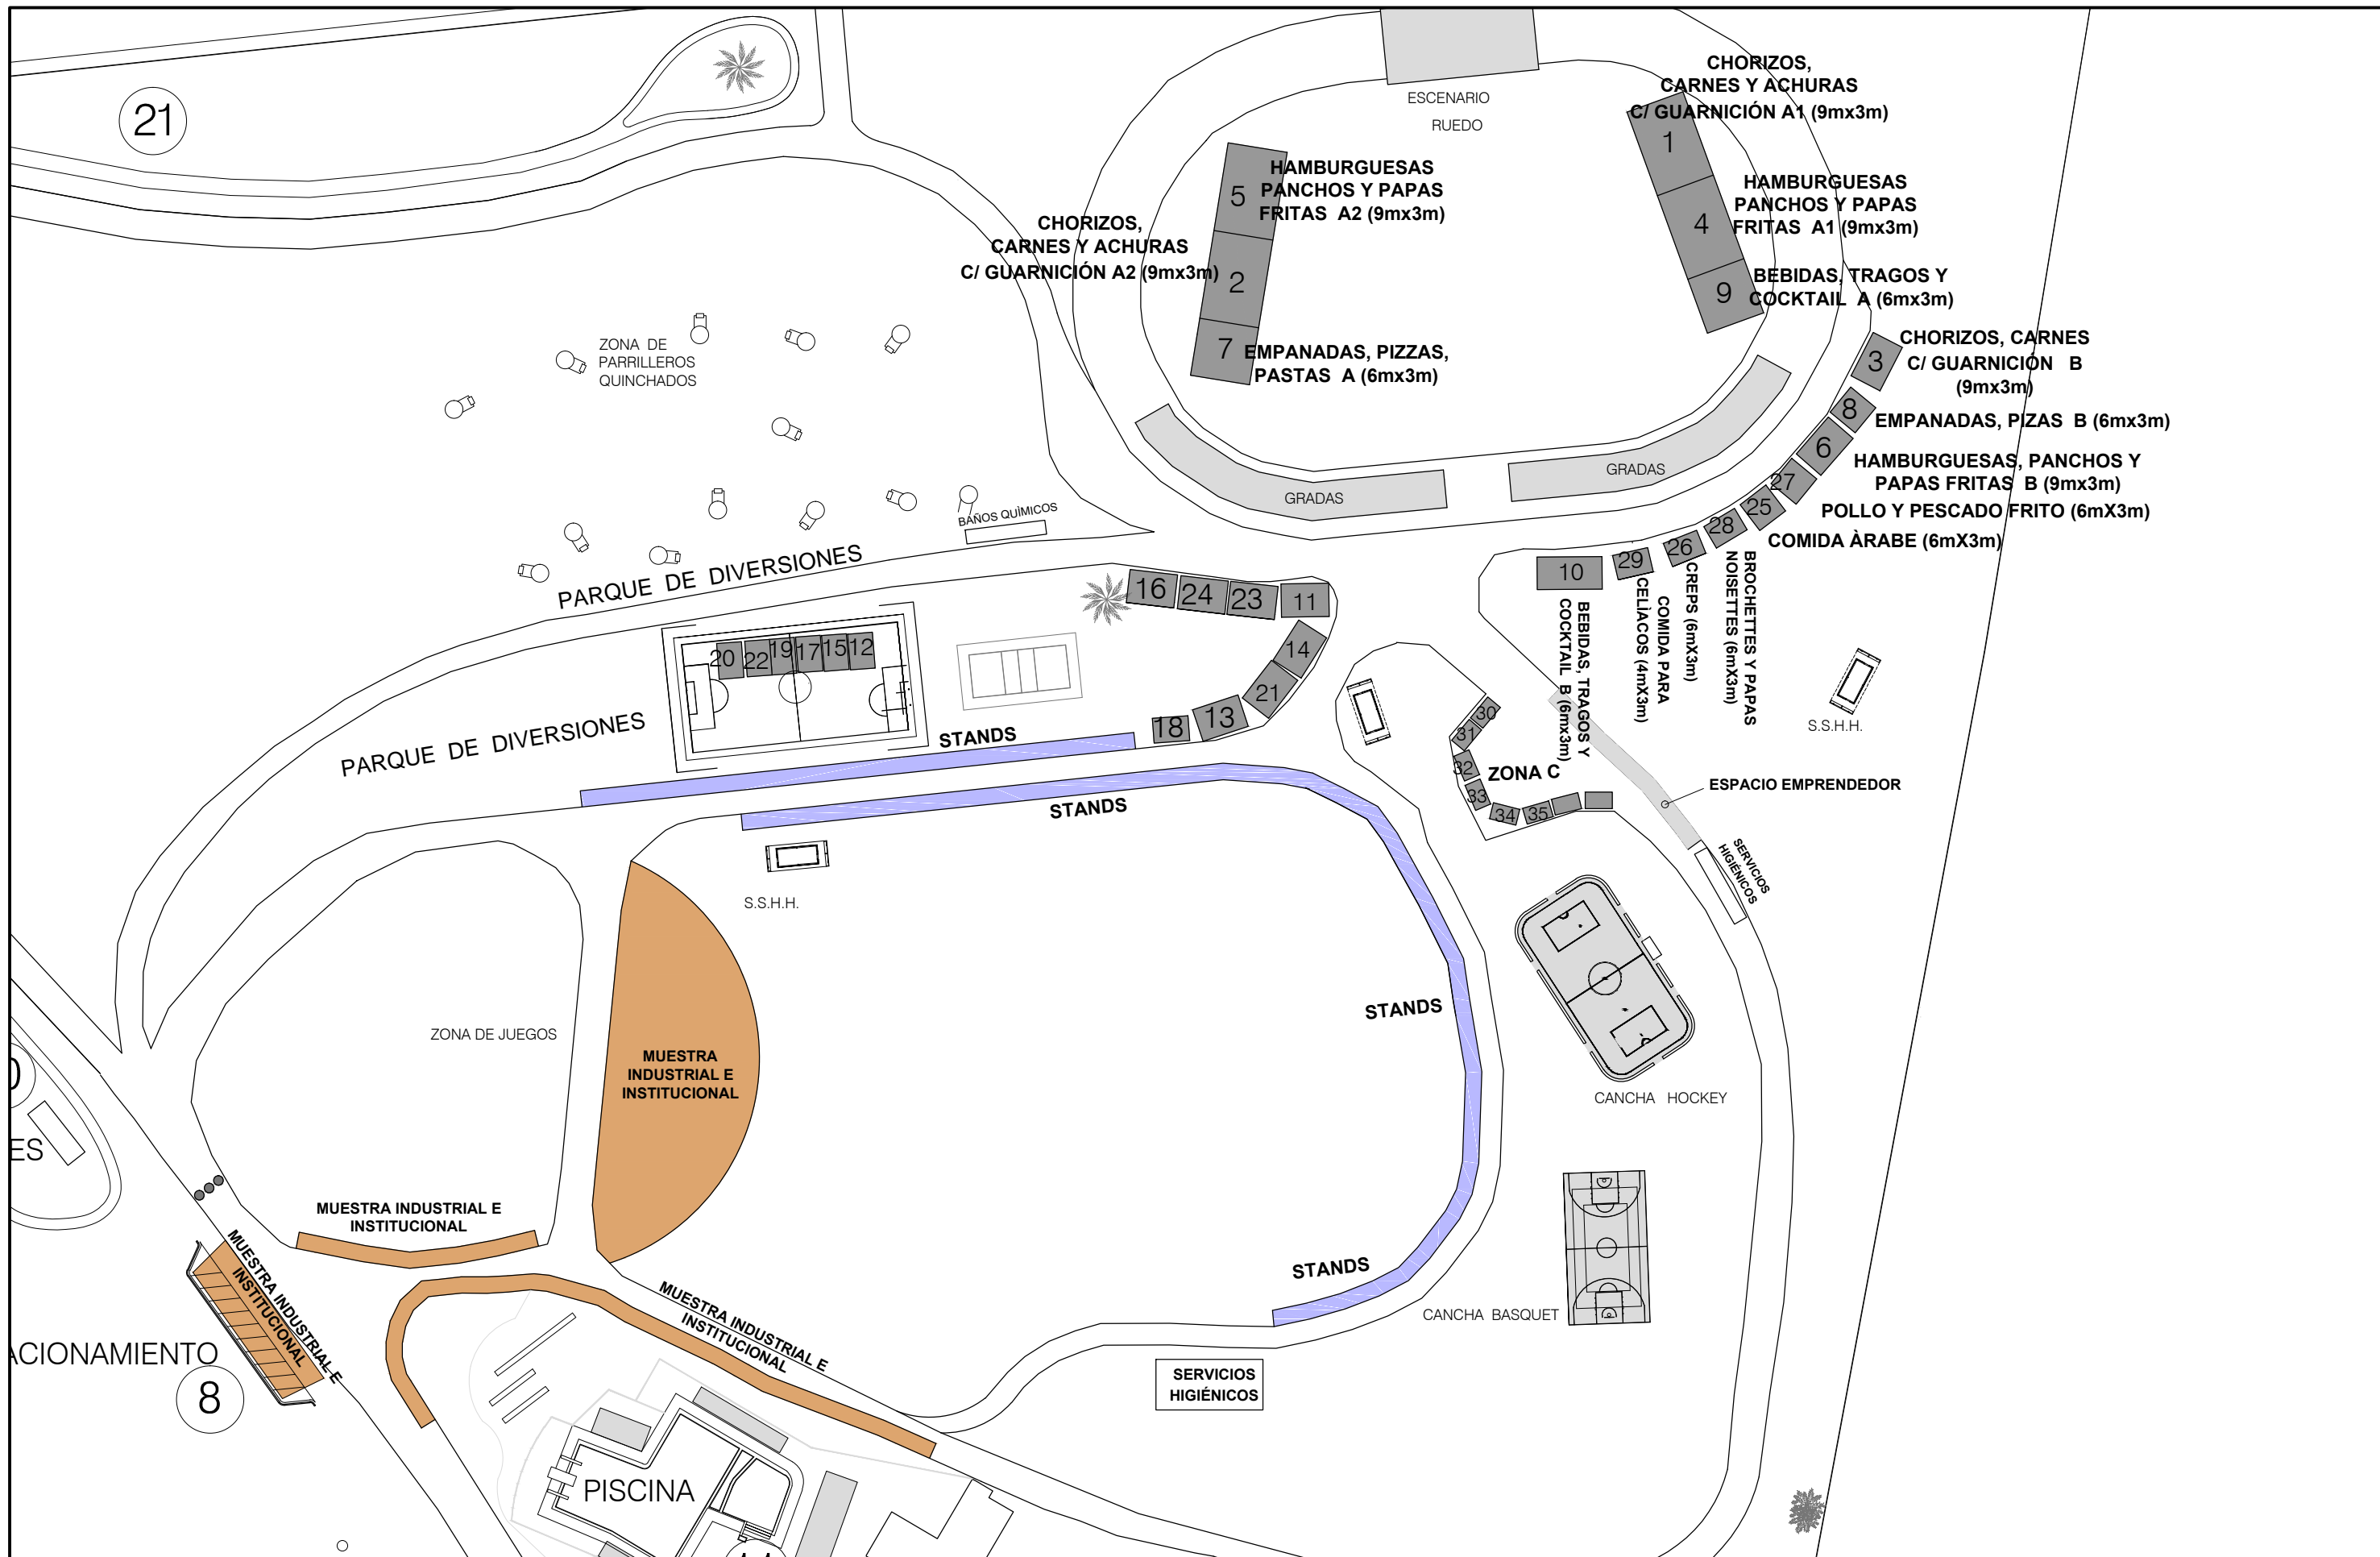 21
ESCENARIO
RUEDO
CHORIZOS,
CARNES Y ACHURAS
C/ GUARNICIÓN A1 (9mx3m)
1
HAMBURGUESAS
PANCHOS Y PAPAS
FRITAS A1 (9mx3m)
4
BEBIDAS, TRAGOS Y
COCKTAIL A (6mx3m)
9
5
HAMBURGUESAS
PANCHOS Y PAPAS
FRITAS A2 (9mx3m)
CHORIZOS,
CARNES Y ACHURAS
C/ GUARNICIÓN A2 (9mx3m)
2
7
EMPANADAS, PIZZAS,
PASTAS A (6mx3m)
ZONA DE
PARRILLEROS
QUINCHADOS
3
CHORIZOS, CARNES
C/ GUARNICIÓN B
(9mx3m)
8
EMPANADAS, PIZAS B (6mx3m)
6
HAMBURGUESAS, PANCHOS Y
PAPAS FRITAS B (9mx3m)
27
POLLO Y PESCADO FRITO (6mX3m)
25
COMIDA ÀRABE (6mX3m)
28
BROCHETTES Y PAPAS
NOISETTES (6mX3m)
26
CREPS (6mX3m)
29
COMIDA PARA
CELÌACOS (4mX3m)
10
BEBIDAS, TRAGOS Y
COCKTAIL B (6mx3m)
GRADAS
GRADAS
BAÑOS QUÌMICOS
PARQUE DE DIVERSIONES
PARQUE DE DIVERSIONES
16
24
23
11
14
21
13
18
20
22
19
17
15
12
STANDS
STANDS
S.S.H.H.
30
31
32
33
34
35
ZONA C
ESPACIO EMPRENDEDOR
SERVICIOS
HIGIÉNICOS
S.S.H.H.
ZONA DE JUEGOS
MUESTRA
INDUSTRIAL E
INSTITUCIONAL
STANDS
CANCHA HOCKEY
ES
MUESTRA INDUSTRIAL E
INSTITUCIONAL
MUESTRA INDUSTRIAL E
INSTITUCIONAL
MUESTRA INDUSTRIAL E
INSTITUCIONAL
STANDS
CANCHA BASQUET
ACIONAMIENTO
8
SERVICIOS
HIGIÉNICOS
PISCINA